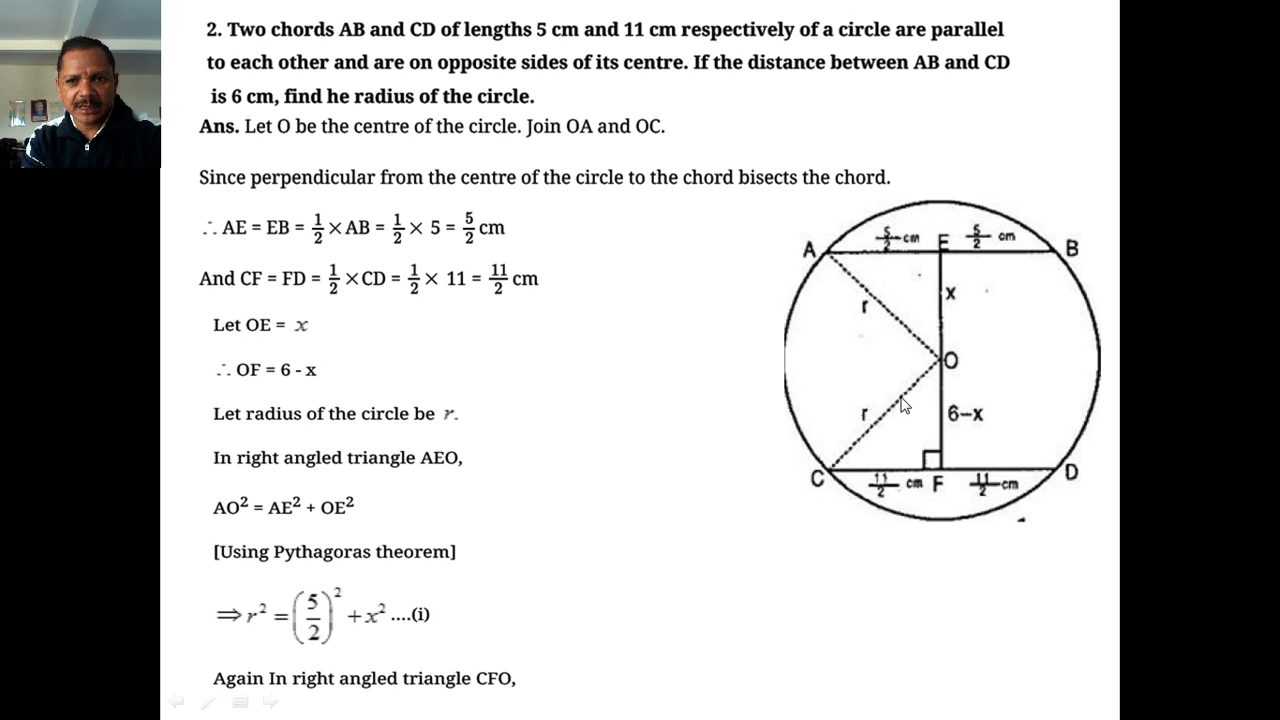 2. Two chords AB and CD of lengths 5 cm and 11 cm respectively of a circle are parallel
to each other and are on opposite sides of its centre. If the distance between AB and CD
is 6 cm, find he radius of the circle.
Ans. Let O be the centre of the circle. Join OA and OC.
Since perpendicular from the centre of the circle to the chord bisects the chord.
∴ AE = EB = 1/2 × AB = 1/2 × 5 = 5/2 cm
And CF = FD = 1/2 × CD = 1/2 × 11 = 11/2 cm
Let OE = x
∴ OF = 6 - x
Let radius of the circle be r.
In right angled triangle AEO,
AO² = AE² + OE²
[Using Pythagoras theorem]
⇒ r² = (5/2)² + x² ....(i)
Again In right angled triangle CFO,
5/2 cm E 5/2 cm
A B
x
r
O
r 6-x
C D
11/2 cm F 11/2 cm